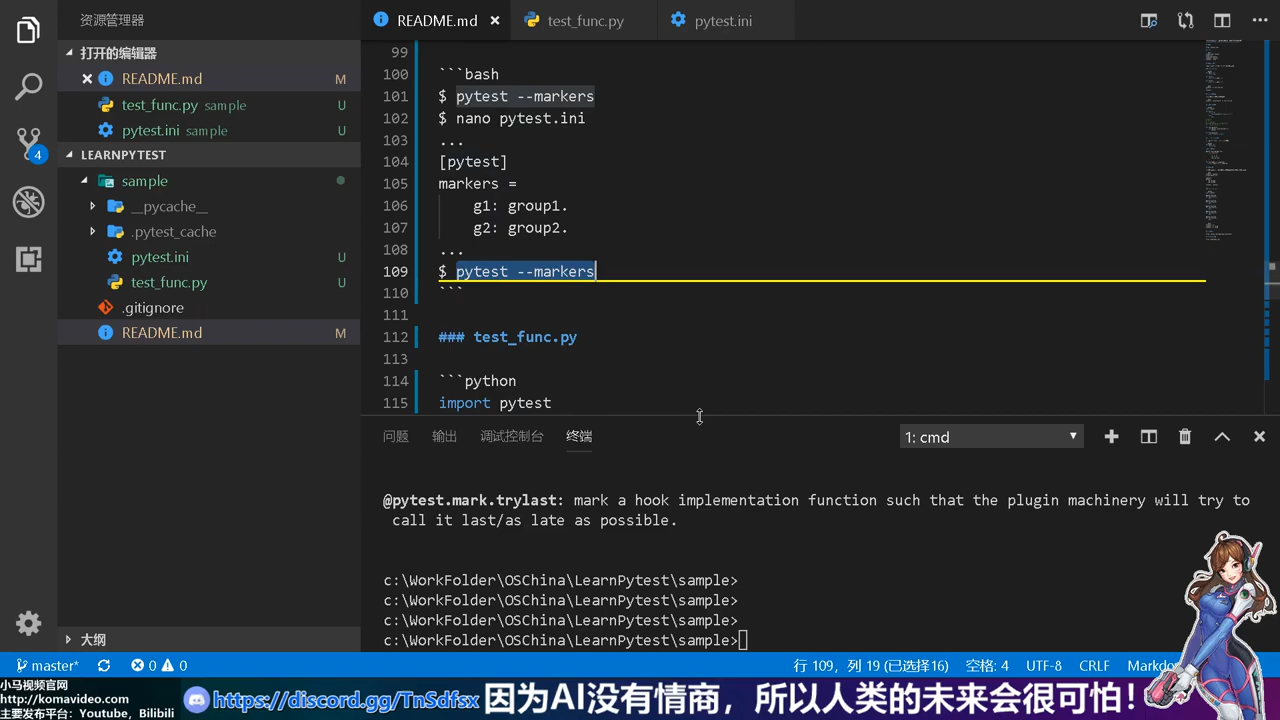 资源管理器
打开的编辑器
README.md M
test_func.py sample U
pytest.ini sample U
LEARNPYTEST
sample
__pycache__
.pytest_cache
pytest.ini U
test_func.py U
.gitignore
README.md M
大纲
4
README.md
test_func.py
pytest.ini
99
100 ```bash
101 $ pytest --markers
102 $ nano pytest.ini
103 ...
104 [pytest]
105 markers =
106 g1: group1.
107 g2: group2.
108 ...
109 $ pytest --markers
110 ```
111
112 ### test_func.py
113
114 ```python
115 import pytest
问题 输出 调试控制台 终端 1: cmd
@pytest.mark.trylast: mark a hook implementation function such that the plugin machinery will try to
call it last/as late as possible.
c:\WorkFolder\OSChina\LearnPytest\sample>
c:\WorkFolder\OSChina\LearnPytest\sample>
c:\WorkFolder\OSChina\LearnPytest\sample>
c:\WorkFolder\OSChina\LearnPytest\sample>
master* 0 0 行 109，列 19 (已选择16) 空格: 4 UTF-8 CRLF
小马视频官网
http://komavideo.com
主要发布平台: Youtube, Bilibili
https://discord.gg/TnSdfsx 因为AI没有情商，所以人类的未来会很可怕！